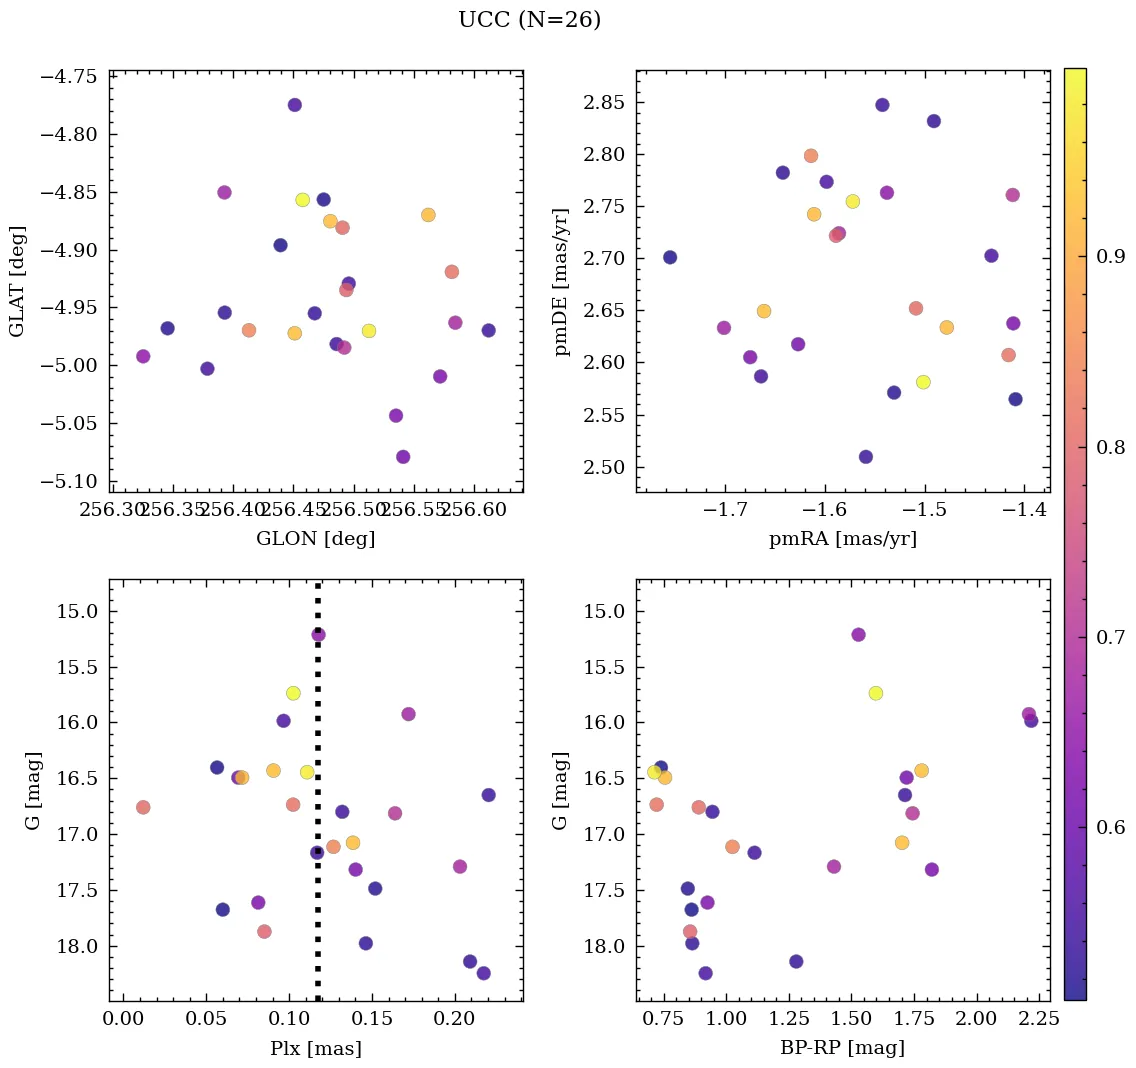 UCC (N=26)
−4.75
−4.80
−4.85
−4.90
−4.95
−5.00
−5.05
−5.10
GLAT [deg]
256.30 256.35 256.40 256.45 256.50 256.55 256.60
GLON [deg]
2.85
2.80
2.75
2.70
2.65
2.60
2.55
2.50
pmDE [mas/yr]
−1.7 −1.6 −1.5 −1.4
pmRA [mas/yr]
0.9
0.8
0.7
0.6
15.0
15.5
16.0
16.5
17.0
17.5
18.0
G [mag]
0.00 0.05 0.10 0.15 0.20
Plx [mas]
15.0
15.5
16.0
16.5
17.0
17.5
18.0
G [mag]
0.75 1.00 1.25 1.50 1.75 2.00 2.25
BP-RP [mag]